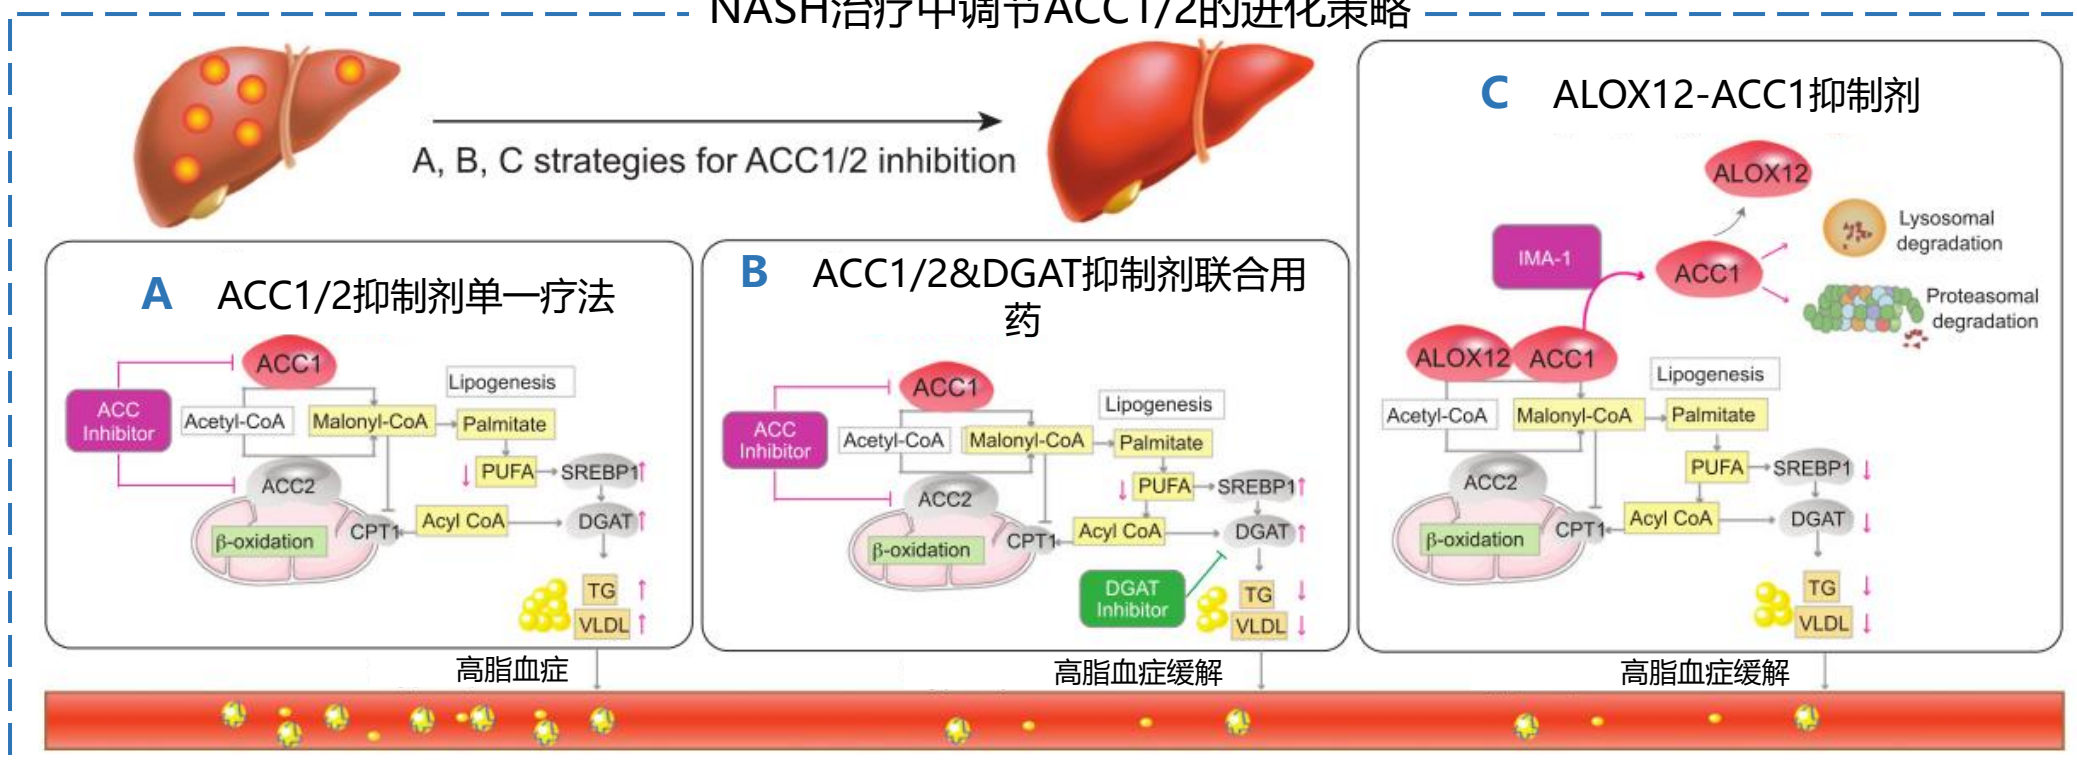 NASH治疗中调节ACC1/2的进化策略
A, B, C strategies for ACC1/2 inhibition
A ACC1/2抑制剂单一疗法
ACC1
ACC
Inhibitor
Lipogenesis
Acetyl-CoA
Malonyl-CoA
Palmitate
ACC2
↓ PUFA
SREBP1↑
β-oxidation
CPT1
Acyl CoA
DGAT↑
TG ↑
VLDL ↑
高脂血症
B ACC1/2&DGAT抑制剂联合用
药
ACC1
ACC
Inhibitor
Lipogenesis
Acetyl-CoA
Malonyl-CoA
Palmitate
ACC2
↓ PUFA
SREBP1↑
β-oxidation
CPT1
Acyl CoA
DGAT ↑
DGAT
Inhibitor
TG ↓
VLDL ↓
高脂血症缓解
C ALOX12-ACC1抑制剂
ALOX12
IMA-1
ACC1
Lysosomal
degradation
Proteasomal
degradation
ALOX12
ACC1
Lipogenesis
Acetyl-CoA
Malonyl-CoA
Palmitate
ACC2
PUFA
SREBP1 ↓
β-oxidation
CPT1
Acyl CoA
DGAT ↓
TG ↓
VLDL ↓
高脂血症缓解